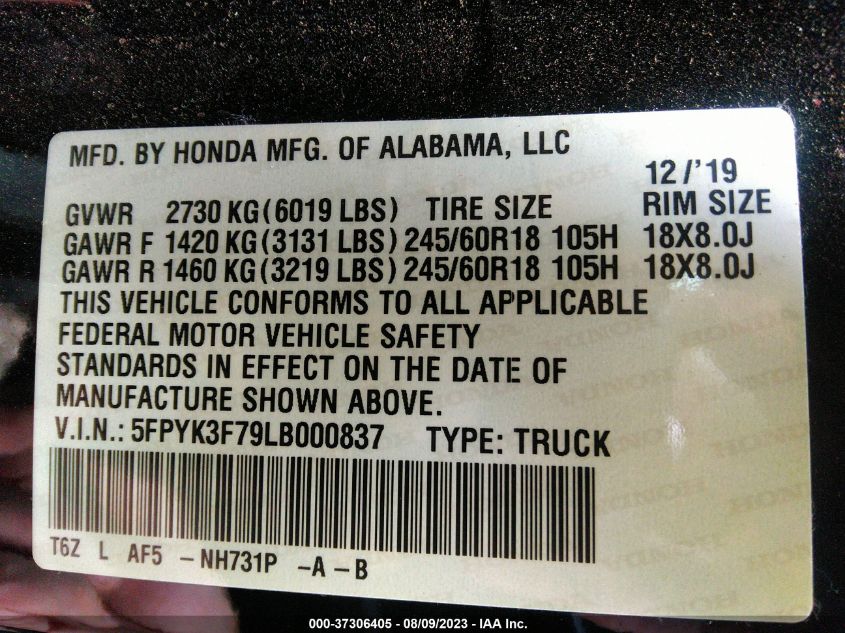 MFD. BY HONDA MFG. OF ALABAMA, LLC
12/'19
GVWR 2730 KG(6019 LBS) TIRE SIZE RIM SIZE
GAWR F 1420 KG(3131 LBS) 245/60R18 105H 18X8.0J
GAWR R 1460 KG(3219 LBS) 245/60R18 105H 18X8.0J
THIS VEHICLE CONFORMS TO ALL APPLICABLE
FEDERAL MOTOR VEHICLE SAFETY
STANDARDS IN EFFECT ON THE DATE OF
MANUFACTURE SHOWN ABOVE.
V.I.N.: 5FPYK3F79LB000837 TYPE: TRUCK
T6Z L AF5 -NH731P -A-B
000-37306405 - 08/09/2023 - IAA Inc.